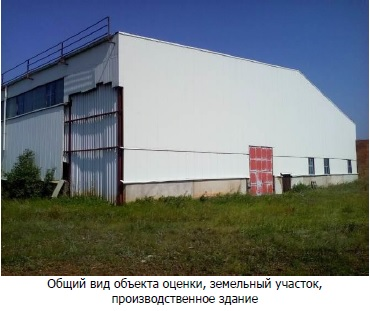 Общий вид объекта оценки, земельный участок,
производственное здание